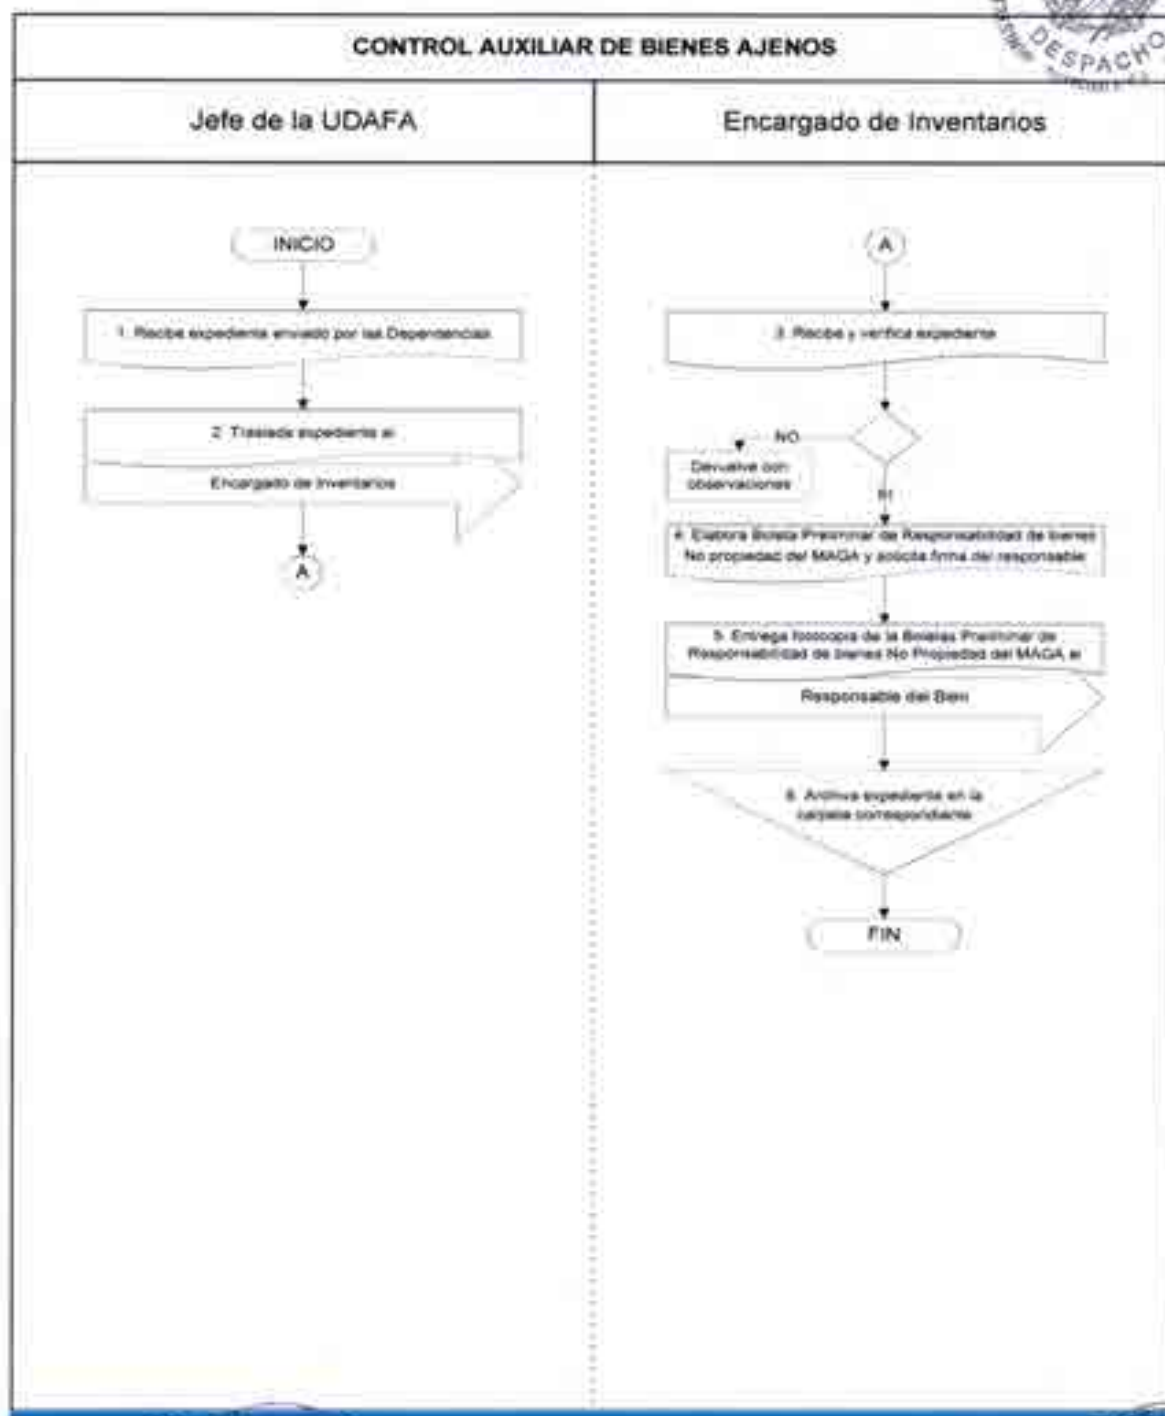 DESPACHO
CONTROL AUXILIAR DE BIENES AJENOS
Jefe de la UDAFA
Encargado de Inventarios
INICIO
1. Recibe expediente enviado por las Dependencias
2. Traslada expediente al
Encargado de Inventarios
A
A
3. Recibe y verifica expediente
NO
Devuelve con
observaciones
SI
4. Elabora Boleta Preliminar de Responsabilidad de bienes
No propiedad del MAGA y solicita firma del responsable
5. Entrega fotocopia de la Boletas Preliminar de
Responsabilidad de bienes No Propiedad del MAGA al
Responsable del Bien
6. Archiva expediente en la
carpeta correspondiente
FIN